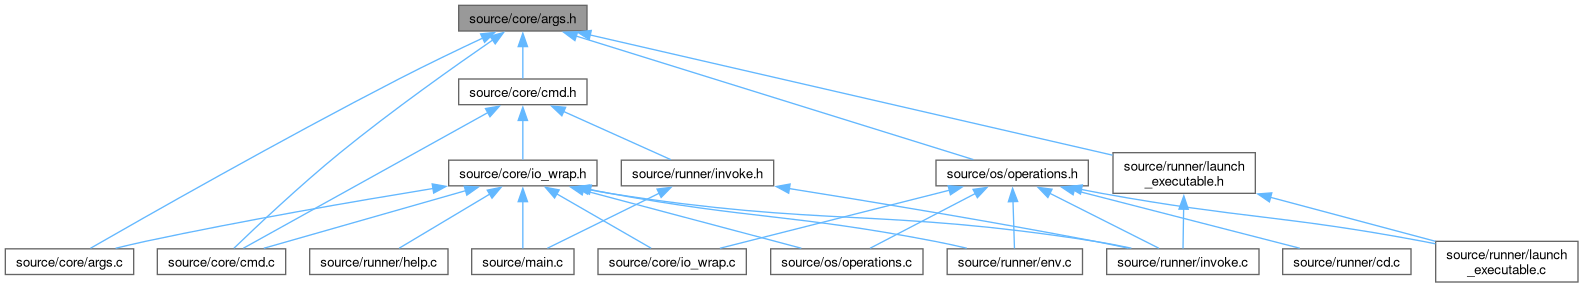 source/core/args.h
source/core/cmd.h
source/core/io_wrap.h
source/runner/invoke.h
source/os/operations.h
source/runner/launch
_executable.h
source/core/args.c
source/core/cmd.c
source/runner/help.c
source/main.c
source/core/io_wrap.c
source/os/operations.c
source/runner/env.c
source/runner/invoke.c
source/runner/cd.c
source/runner/launch
_executable.c